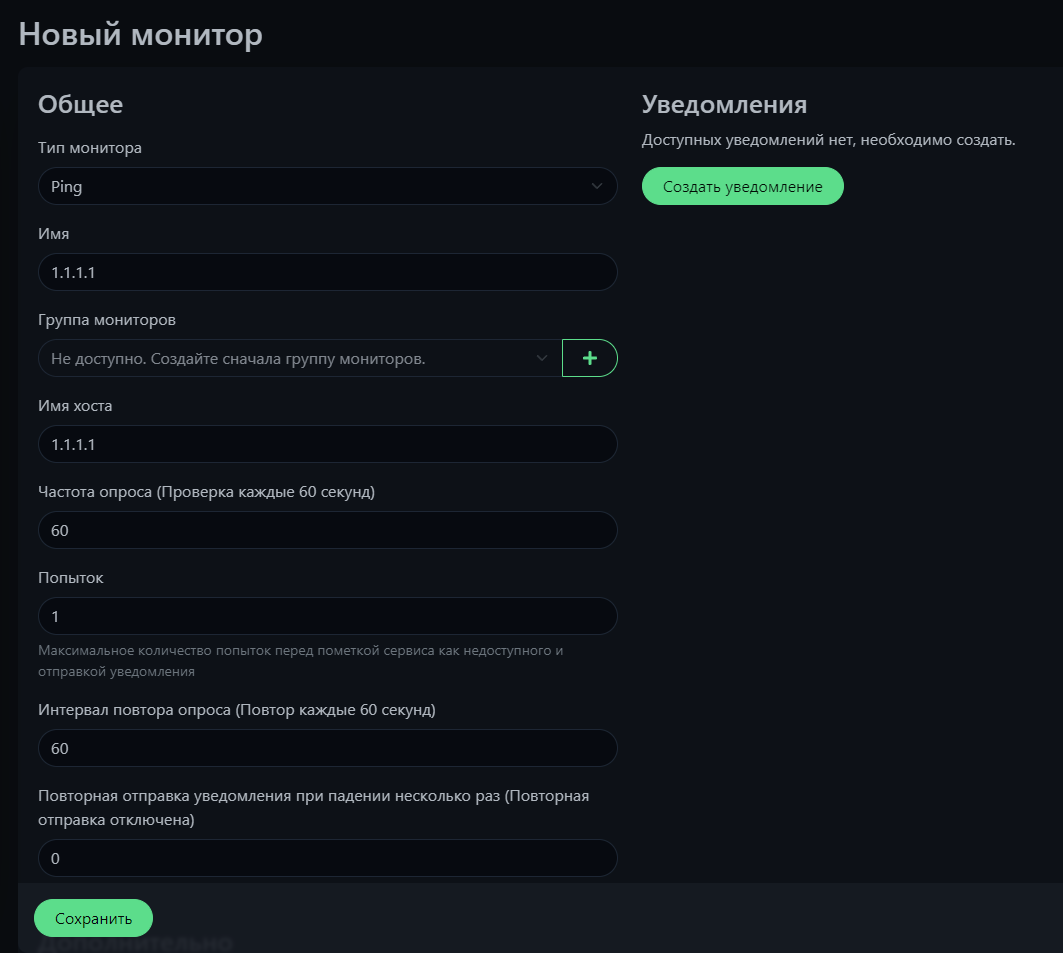 Новый монитор
Общее
Тип монитора
Ping
Имя
1.1.1.1
Группа мониторов
Не доступно. Создайте сначала группу мониторов.
+
Имя хоста
1.1.1.1
Частота опроса (Проверка каждые 60 секунд)
60
Попыток
1
Максимальное количество попыток перед пометкой сервиса как недоступного и
отправкой уведомления
Интервал повтора опроса (Повтор каждые 60 секунд)
60
Повторная отправка уведомления при падении несколько раз (Повторная
отправка отключена)
0
Сохранить
Дополнительно
Уведомления
Доступных уведомлений нет, необходимо создать.
Создать уведомление